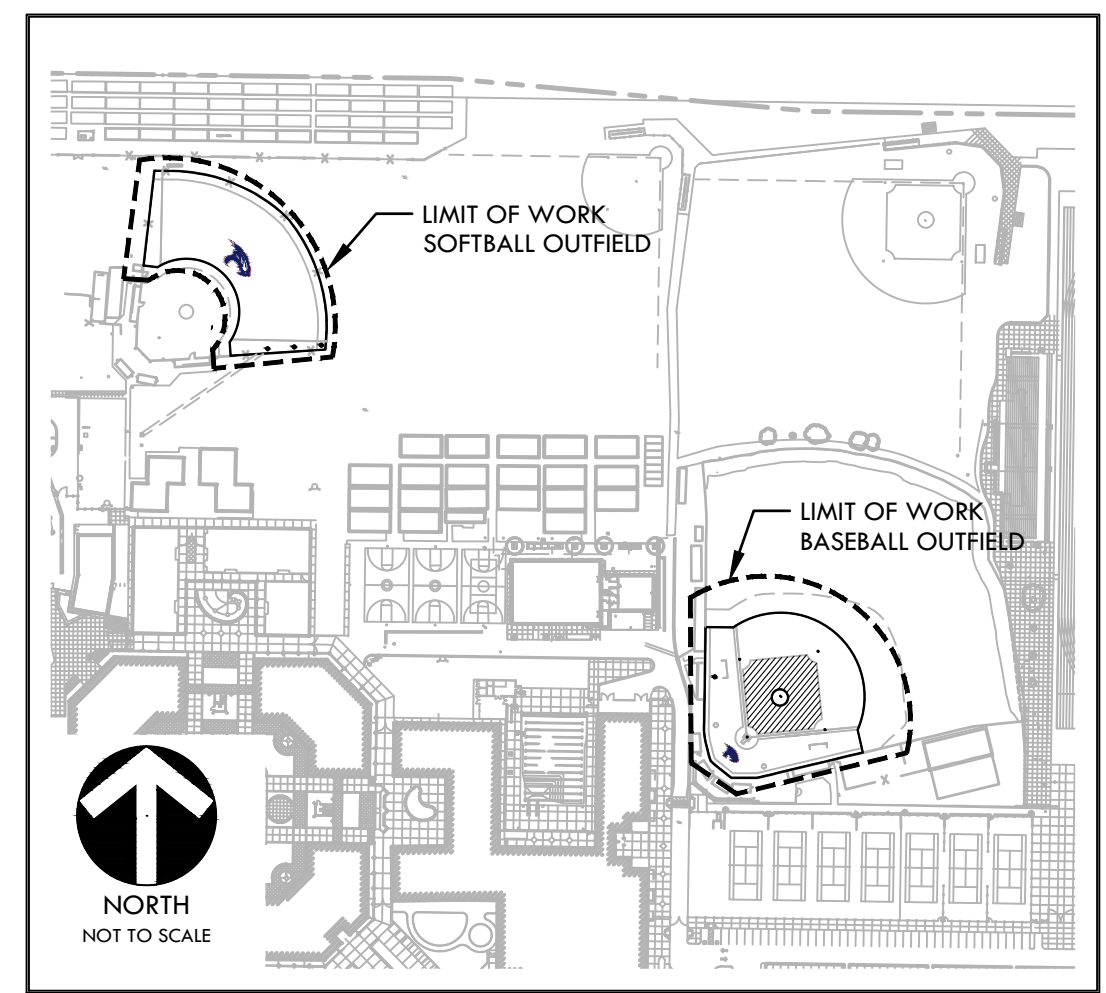 LIMIT OF WORK
SOFTBALL OUTFIELD
LIMIT OF WORK
BASEBALL OUTFIELD
NORTH
NOT TO SCALE